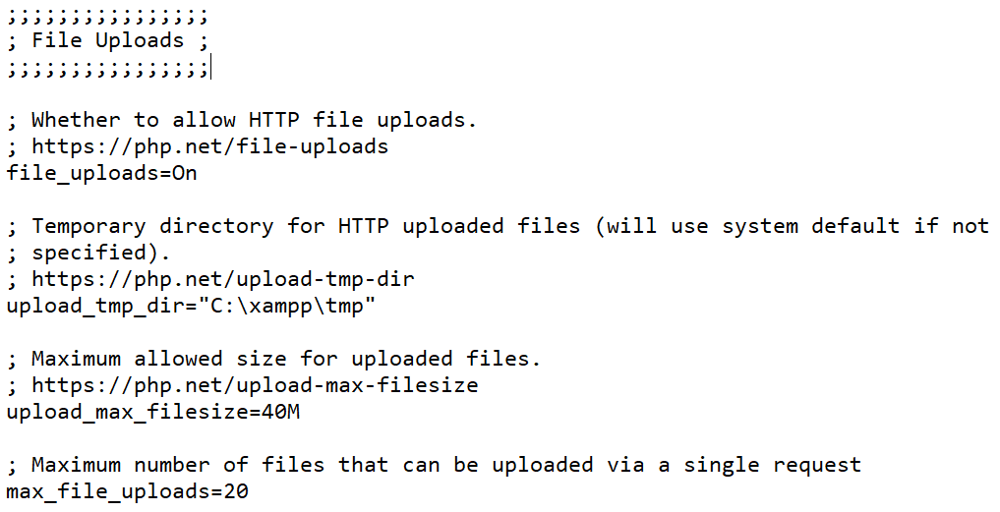 ;;;;;;;;;;;;;;;;
; File Uploads ;
;;;;;;;;;;;;;;;;
; Whether to allow HTTP file uploads.
; https://php.net/file-uploads
file_uploads=On
; Temporary directory for HTTP uploaded files (will use system default if not
; specified).
; https://php.net/upload-tmp-dir
upload_tmp_dir="C:\xampp\tmp"
; Maximum allowed size for uploaded files.
; https://php.net/upload-max-filesize
upload_max_filesize=40M
; Maximum number of files that can be uploaded via a single request
max_file_uploads=20